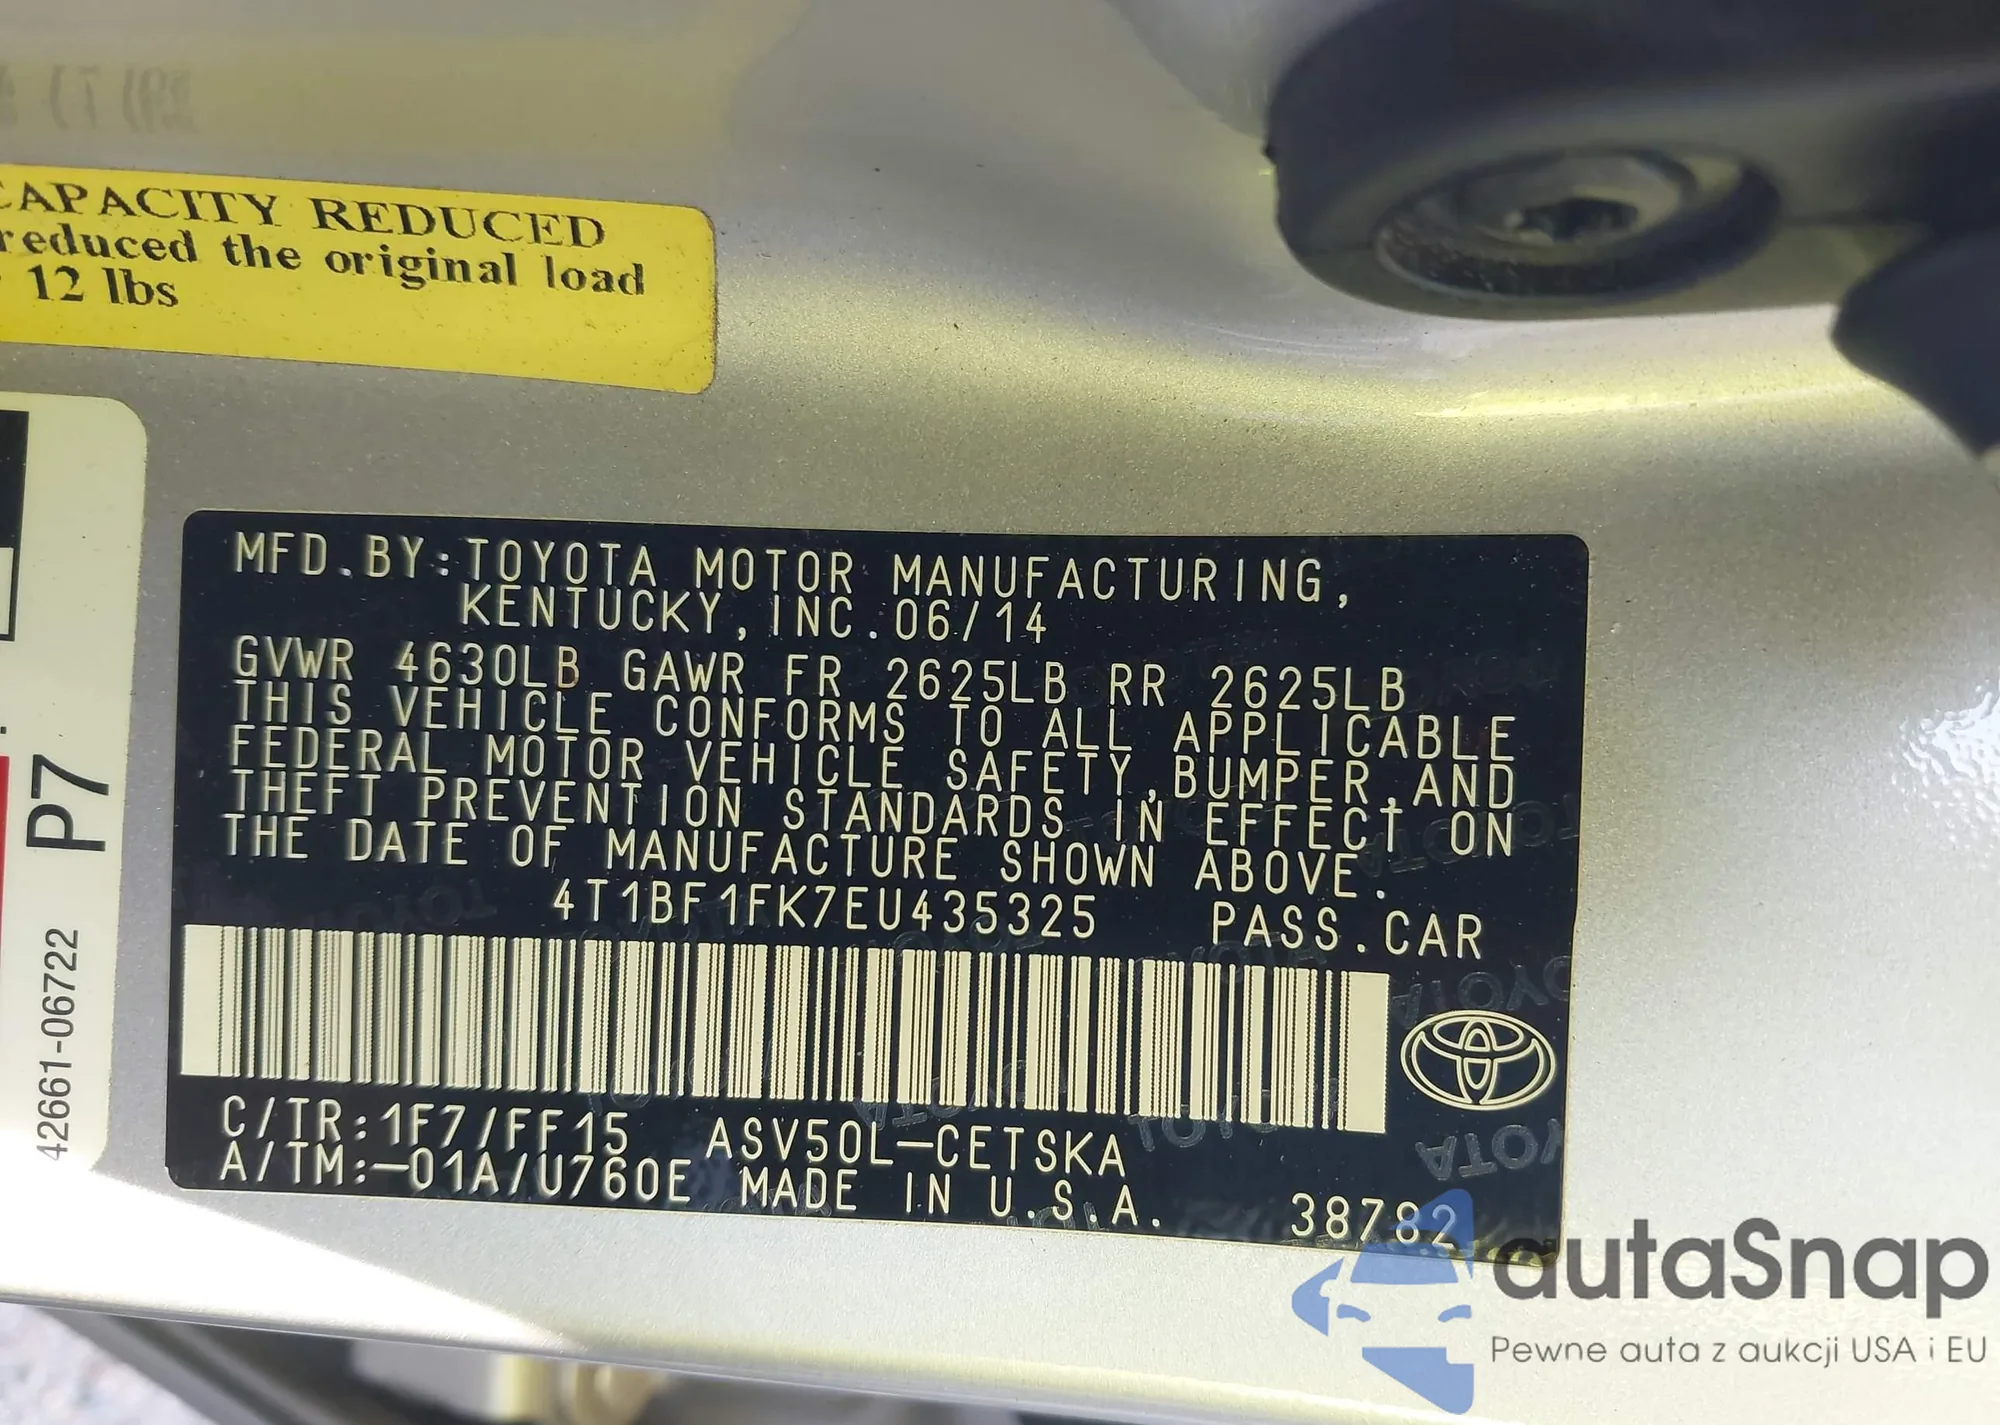 CAPACITY REDUCED
reduced the original load
12 lbs
P7
42661-06722
MFD.BY:TOYOTA MOTOR MANUFACTURING,
KENTUCKY,INC.06/14
GVWR 4630LB GAWR FR 2625LB RR 2625LB
THIS VEHICLE CONFORMS TO ALL APPLICABLE
FEDERAL MOTOR VEHICLE SAFETY,BUMPER,AND
THEFT PREVENTION STANDARDS IN EFFECT ON
THE DATE OF MANUFACTURE SHOWN ABOVE.
4T1BF1FK7EU435325 PASS.CAR
C/TR:1F7/FF15 ASV50L-CETSKA
A/TM:-01A/U760E MADE IN U.S.A.
38782
autaSnap
Pewne auta z aukcji USA i EU